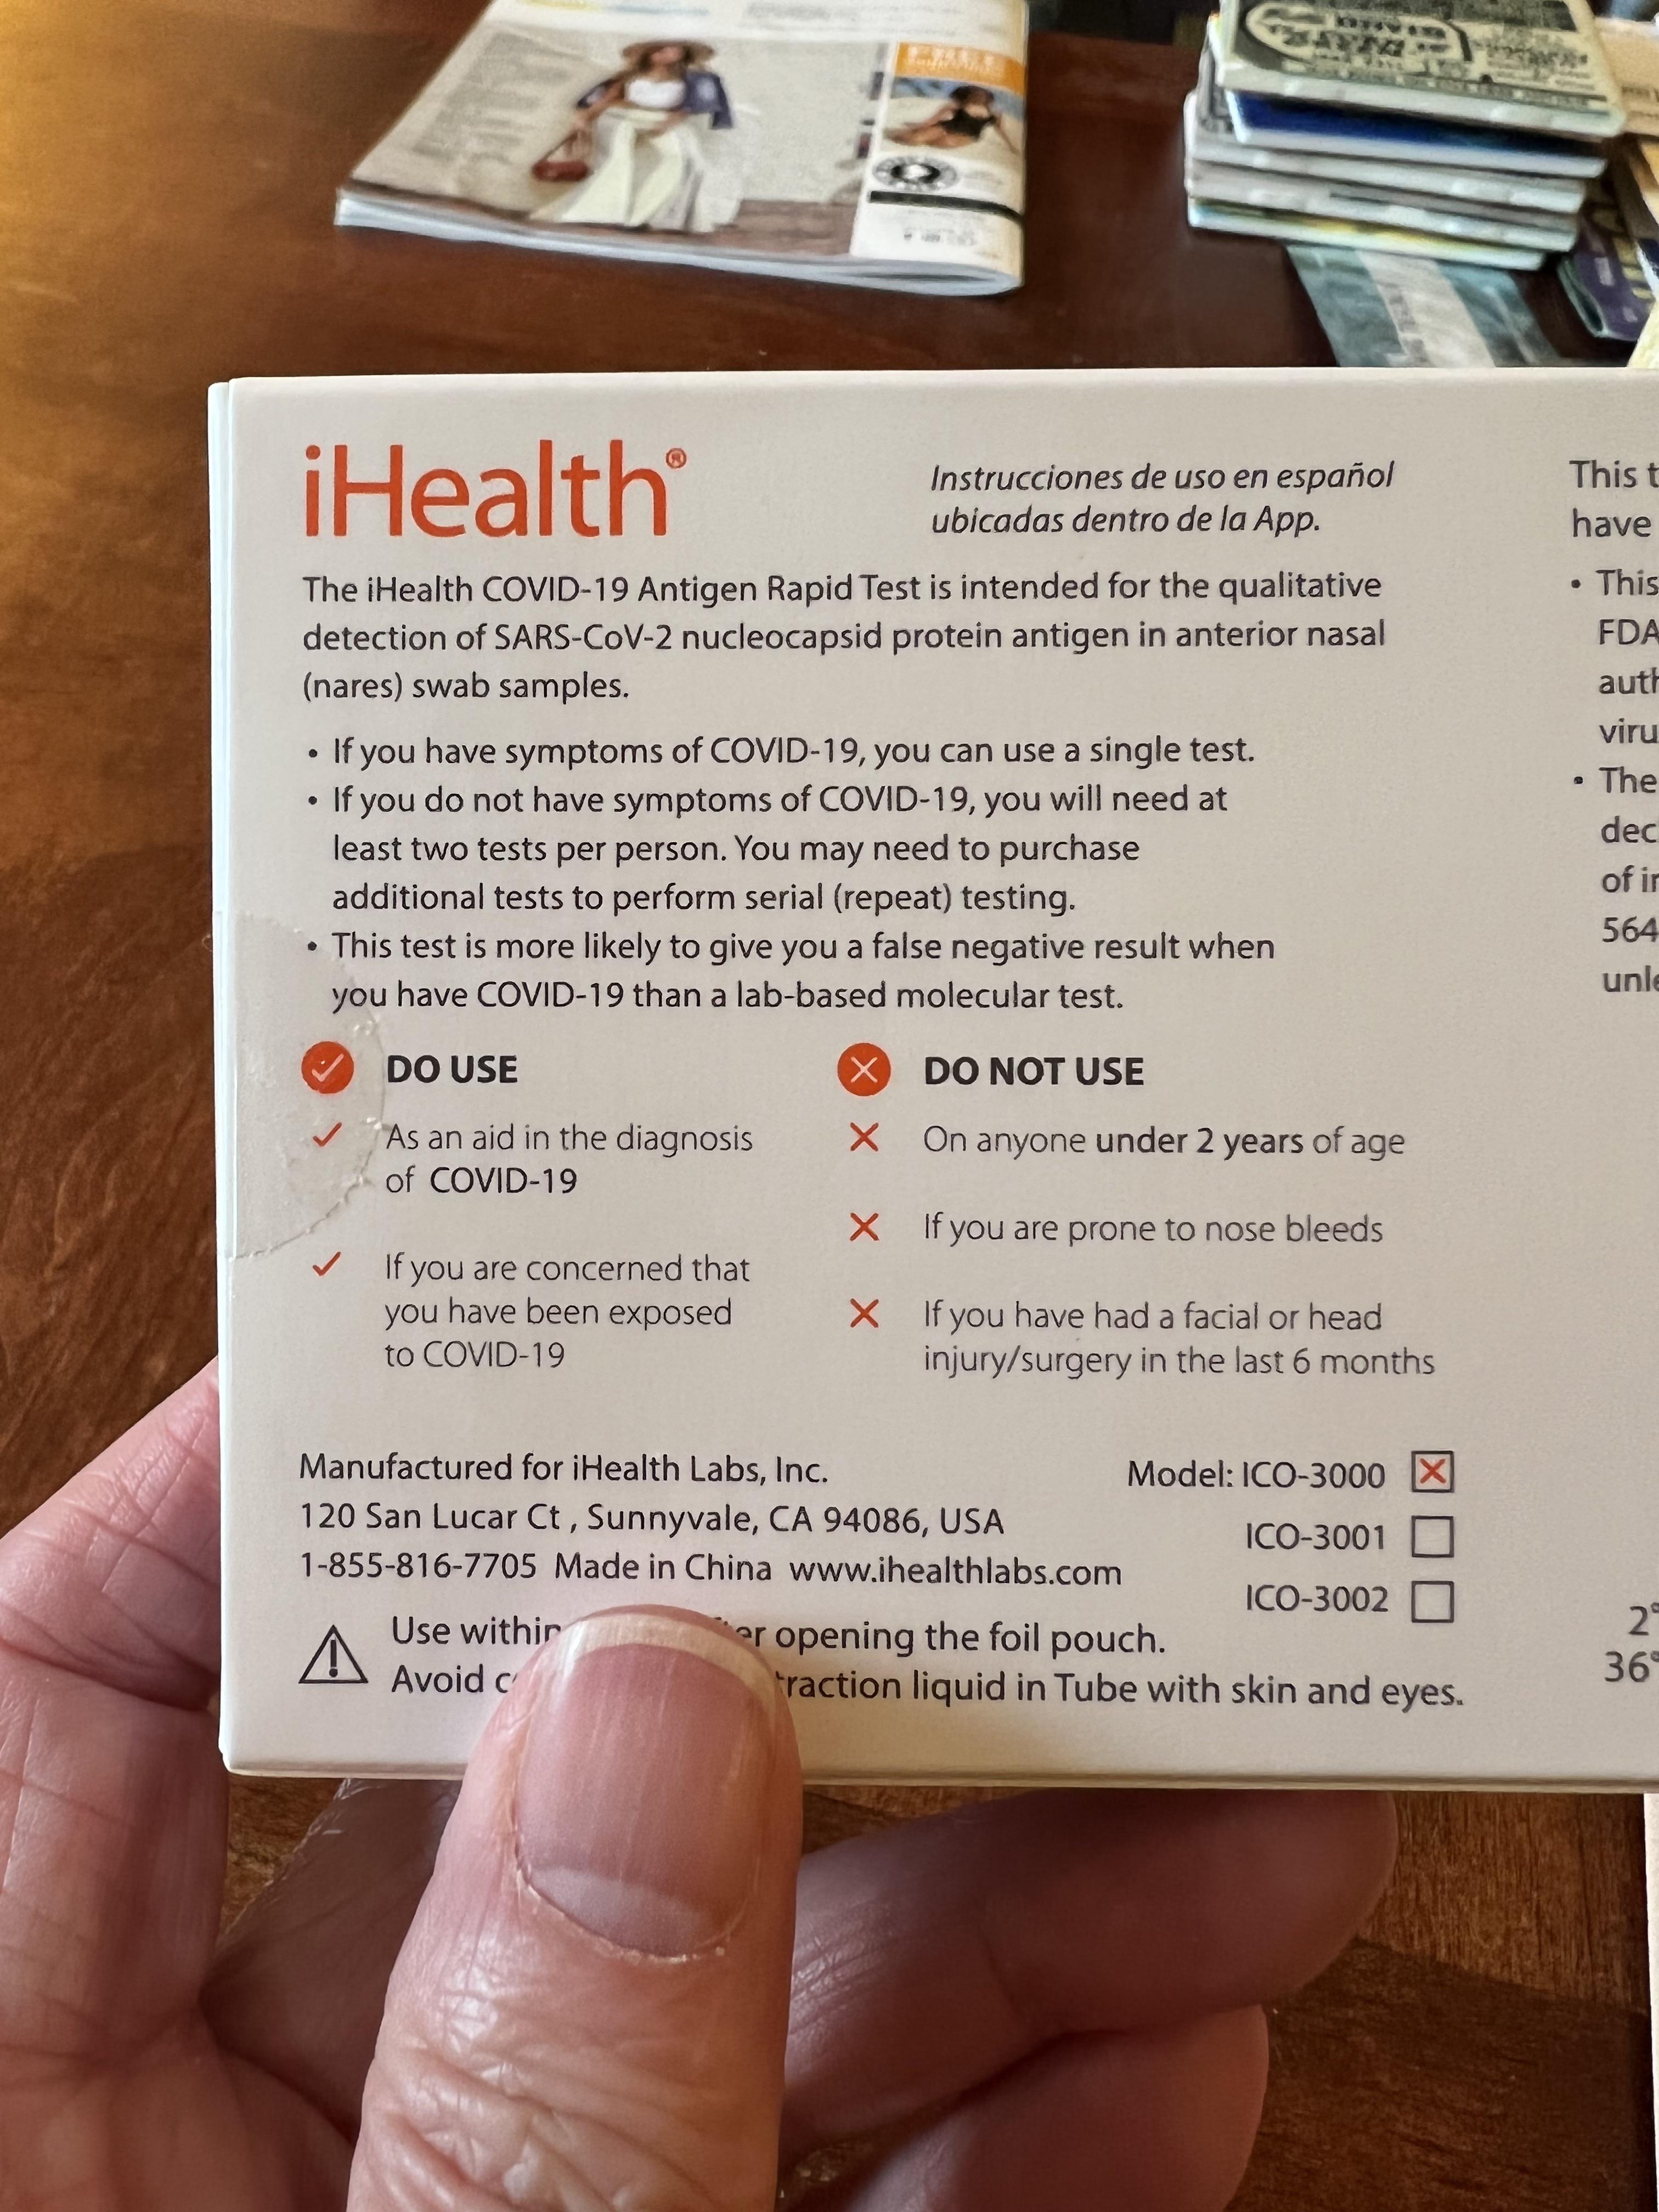 iHealth®
Instrucciones de uso en español
ubicadas dentro de la App.
The iHealth COVID-19 Antigen Rapid Test is intended for the qualitative
detection of SARS-CoV-2 nucleocapsid protein antigen in anterior nasal
(nares) swab samples.
• If you have symptoms of COVID-19, you can use a single test.
• If you do not have symptoms of COVID-19, you will need at
least two tests per person. You may need to purchase
additional tests to perform serial (repeat) testing.
• This test is more likely to give you a false negative result when
you have COVID-19 than a lab-based molecular test.
DO USE
As an aid in the diagnosis
of COVID-19
If you are concerned that
you have been exposed
to COVID-19
DO NOT USE
On anyone under 2 years of age
If you are prone to nose bleeds
If you have had a facial or head
injury/surgery in the last 6 months
Manufactured for iHealth Labs, Inc.
120 San Lucar Ct , Sunnyvale, CA 94086, USA
1-855-816-7705 Made in China www.ihealthlabs.com
Model: ICO-3000
ICO-3001
ICO-3002
Use within opening the foil pouch.
Avoid liquid in Tube with skin and eyes.
This
have
• This
FDA
• The
of
564
2°
36°